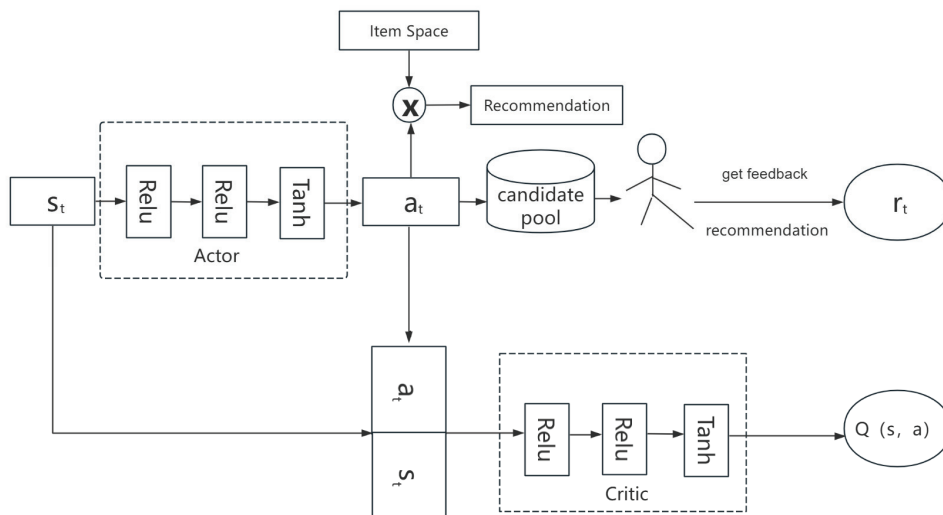 Item Space
X
Recommendation
sₜ
Relu
Relu
Tanh
Actor
aₜ
candidate
pool
get feedback
recommendation
rₜ
aₜ
sₜ
Relu
Relu
Tanh
Critic
Q (s, a)